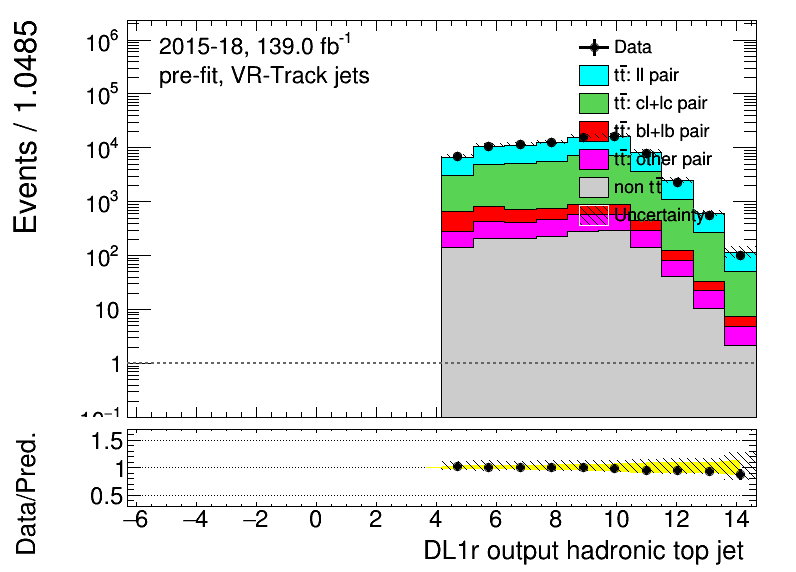 Events / 1.0485
10⁶
10⁵
10⁴
10³
10²
10
1
10⁻¹
2015-18, 139.0 fb⁻¹
pre-fit, VR-Track jets
Data
tt̄: ll pair
tt̄: cl+lc pair
tt̄: bl+lb pair
tt̄: other pair
non tt̄
Uncertainty
Data/Pred.
1.5
1
0.5
−6 −4 −2 0 2 4 6 8 10 12 14
DL1r output hadronic top jet